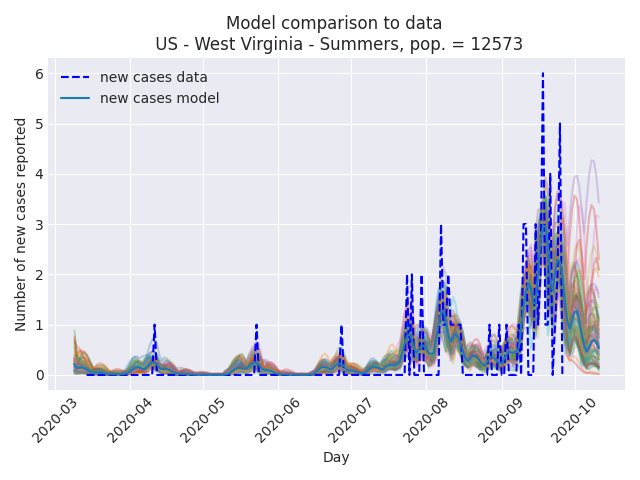 Model comparison to data
US - West Virginia - Summers, pop. = 12573
new cases data
new cases model
Number of new cases reported
6
5
4
3
2
1
0
2020-03
2020-04
2020-05
2020-06
2020-07
2020-08
2020-09
2020-10
Day